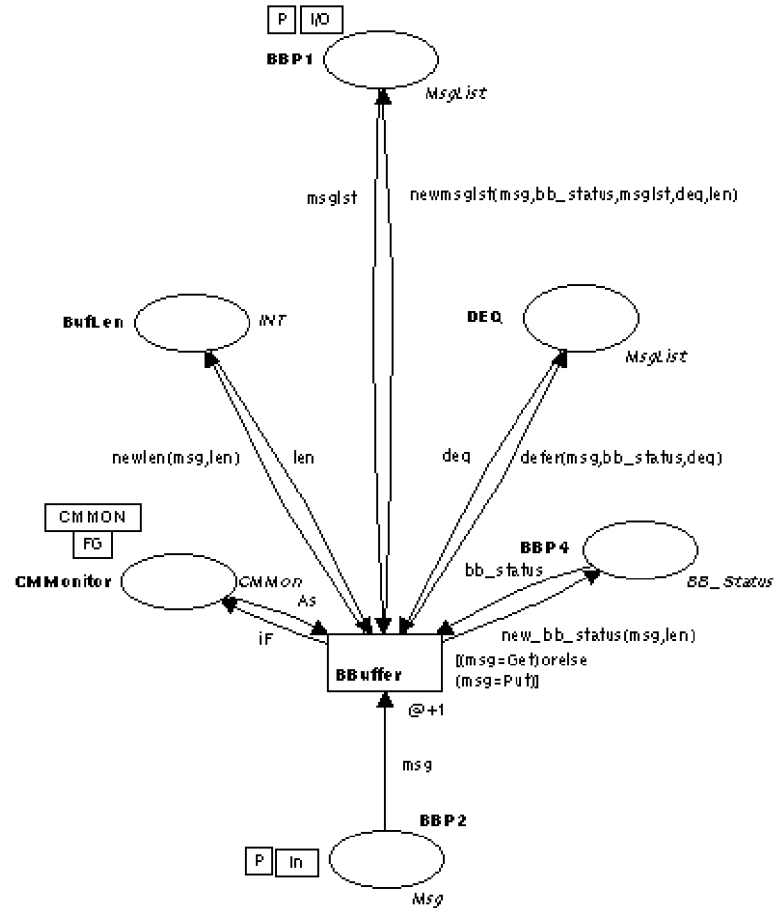 P I/O
BBP1
MsgList
msglst
newmsglst(msg,bb_status,msglst,deq,len)
BufLen
INT
DEQ
MsgList
newlen(msg,len)
len
deq
defer(msg,bb_status,deq)
CMMON
FG
CMMonitor
CMMon
BBP4
bb_status
BB_Status
As
iF
new_bb_status(msg,len)
BBuffer
[(msg=Get)orelse
(msg=Put)]
@+1
msg
BBP2
P In
Msg